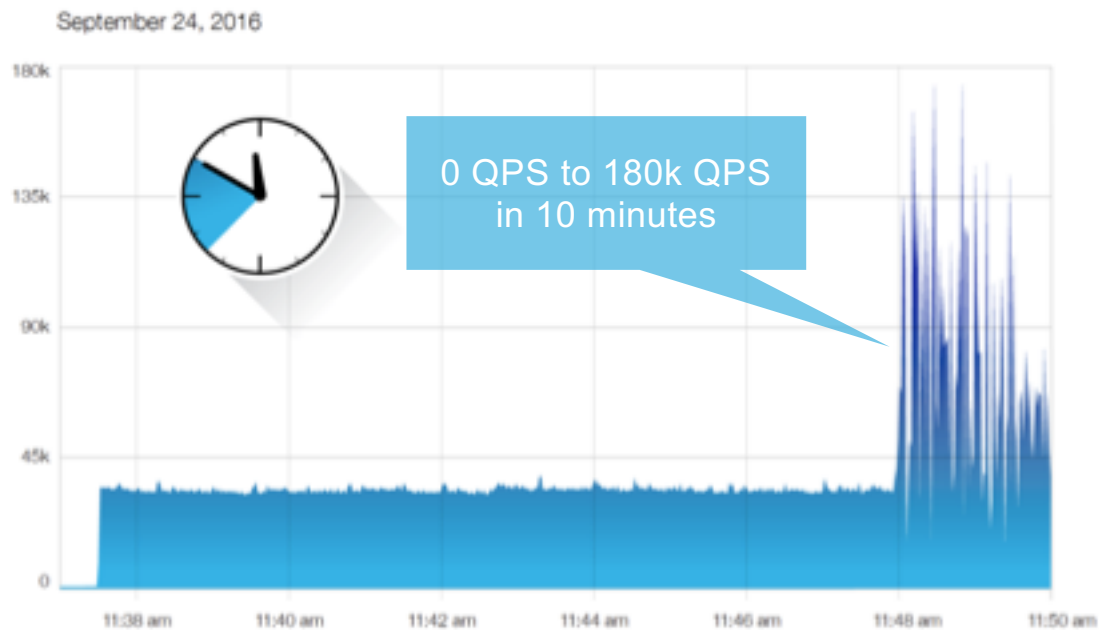 September 24, 2016
180k
135k
90k
45k
0
0 QPS to 180k QPS
in 10 minutes
11:38 am
11:40 am
11:42 am
11:44 am
11:46 am
11:48 am
11:50 am